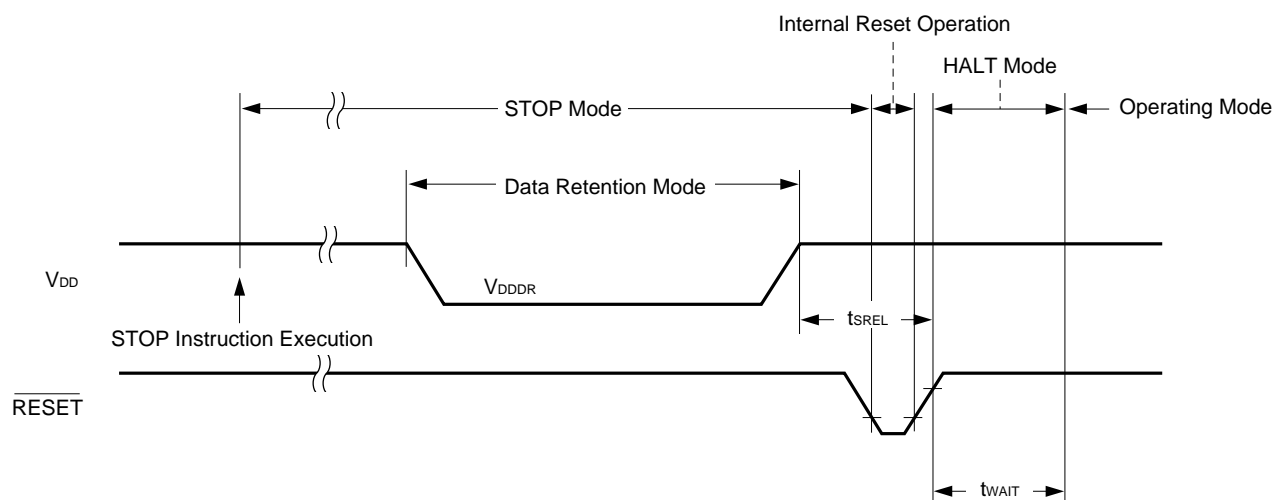 Internal Reset Operation
HALT Mode
STOP Mode
Operating Mode
Data Retention Mode
VDD
VDDDR
tSREL
STOP Instruction Execution
RESET
tWAIT